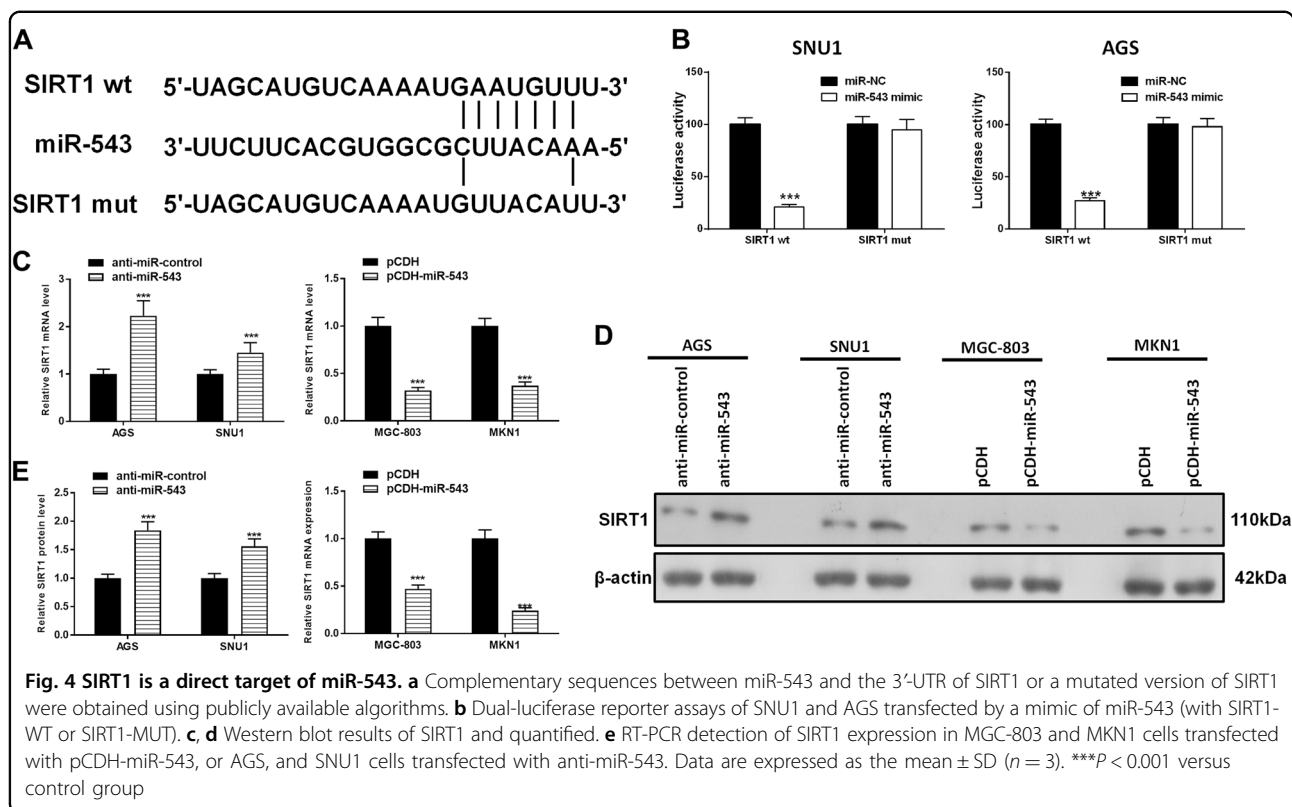 A
SIRT1 wt 5'-UAGCAUGUCAAAAUGAAUGUUU-3'
miR-543 3'-UUCUUCACGUGGCGCUUACAAA-5'
SIRT1 mut 5'-UAGCAUGUCAAAAUGUUACAUU-3'
B
SNU1
miR-NC
miR-543 mimic
Luciferase activity
150
100
50
0
***
SIRT1 wt SIRT1 mut
AGS
miR-NC
miR-543 mimic
Luciferase activity
150
100
50
0
***
SIRT1 wt SIRT1 mut
C
anti-miR-control
anti-miR-543
Relative SIRT1 mRNA level
3
2
1
0
*** ***
AGS SNU1
pCDH
pCDH-miR-543
Relative SIRT1 mRNA level
1.5
1.0
0.5
0.0
*** ***
MGC-803 MKN1
D
AGS SNU1 MGC-803 MKN1
anti-miR-control anti-miR-543 anti-miR-control anti-miR-543 pCDH pCDH-miR-543 pCDH pCDH-miR-543
SIRT1 110kDa
β-actin 42kDa
E
anti-miR-control
anti-miR-543
Relative SIRT1 protein level
2.5
2.0
1.5
1.0
0.5
0.0
*** ***
AGS SNU1
pCDH
pCDH-miR-543
Relative SIRT1 mRNA expression
1.5
1.0
0.5
0.0
*** ***
MGC-803 MKN1
Fig. 4 SIRT1 is a direct target of miR-543. a Complementary sequences between miR-543 and the 3′-UTR of SIRT1 or a mutated version of SIRT1
were obtained using publicly available algorithms. b Dual-luciferase reporter assays of SNU1 and AGS transfected by a mimic of miR-543 (with SIRT1-
WT or SIRT1-MUT). c, d Western blot results of SIRT1 and quantified. e RT-PCR detection of SIRT1 expression in MGC-803 and MKN1 cells transfected
with pCDH-miR-543, or AGS, and SNU1 cells transfected with anti-miR-543. Data are expressed as the mean ± SD (n = 3). ***P < 0.001 versus
control group